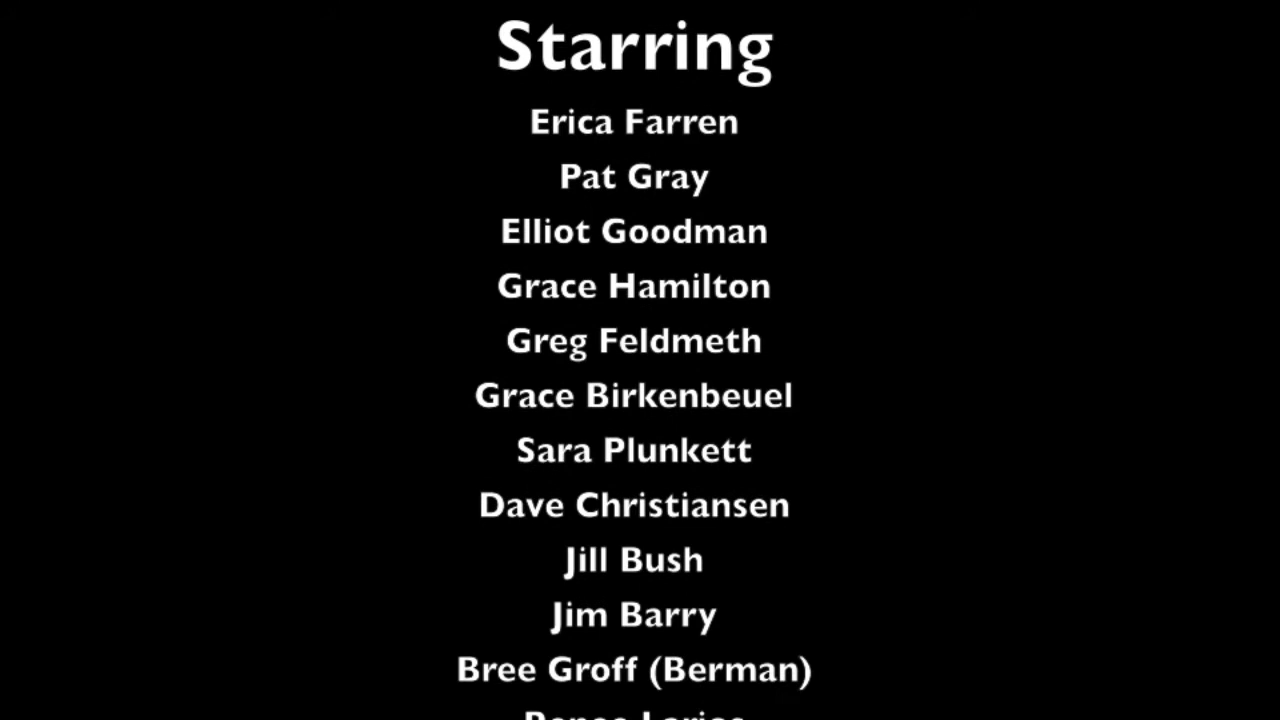 Starring
Erica Farren
Pat Gray
Elliot Goodman
Grace Hamilton
Greg Feldmeth
Grace Birkenbeuel
Sara Plunkett
Dave Christiansen
Jill Bush
Jim Barry
Bree Groff (Berman)